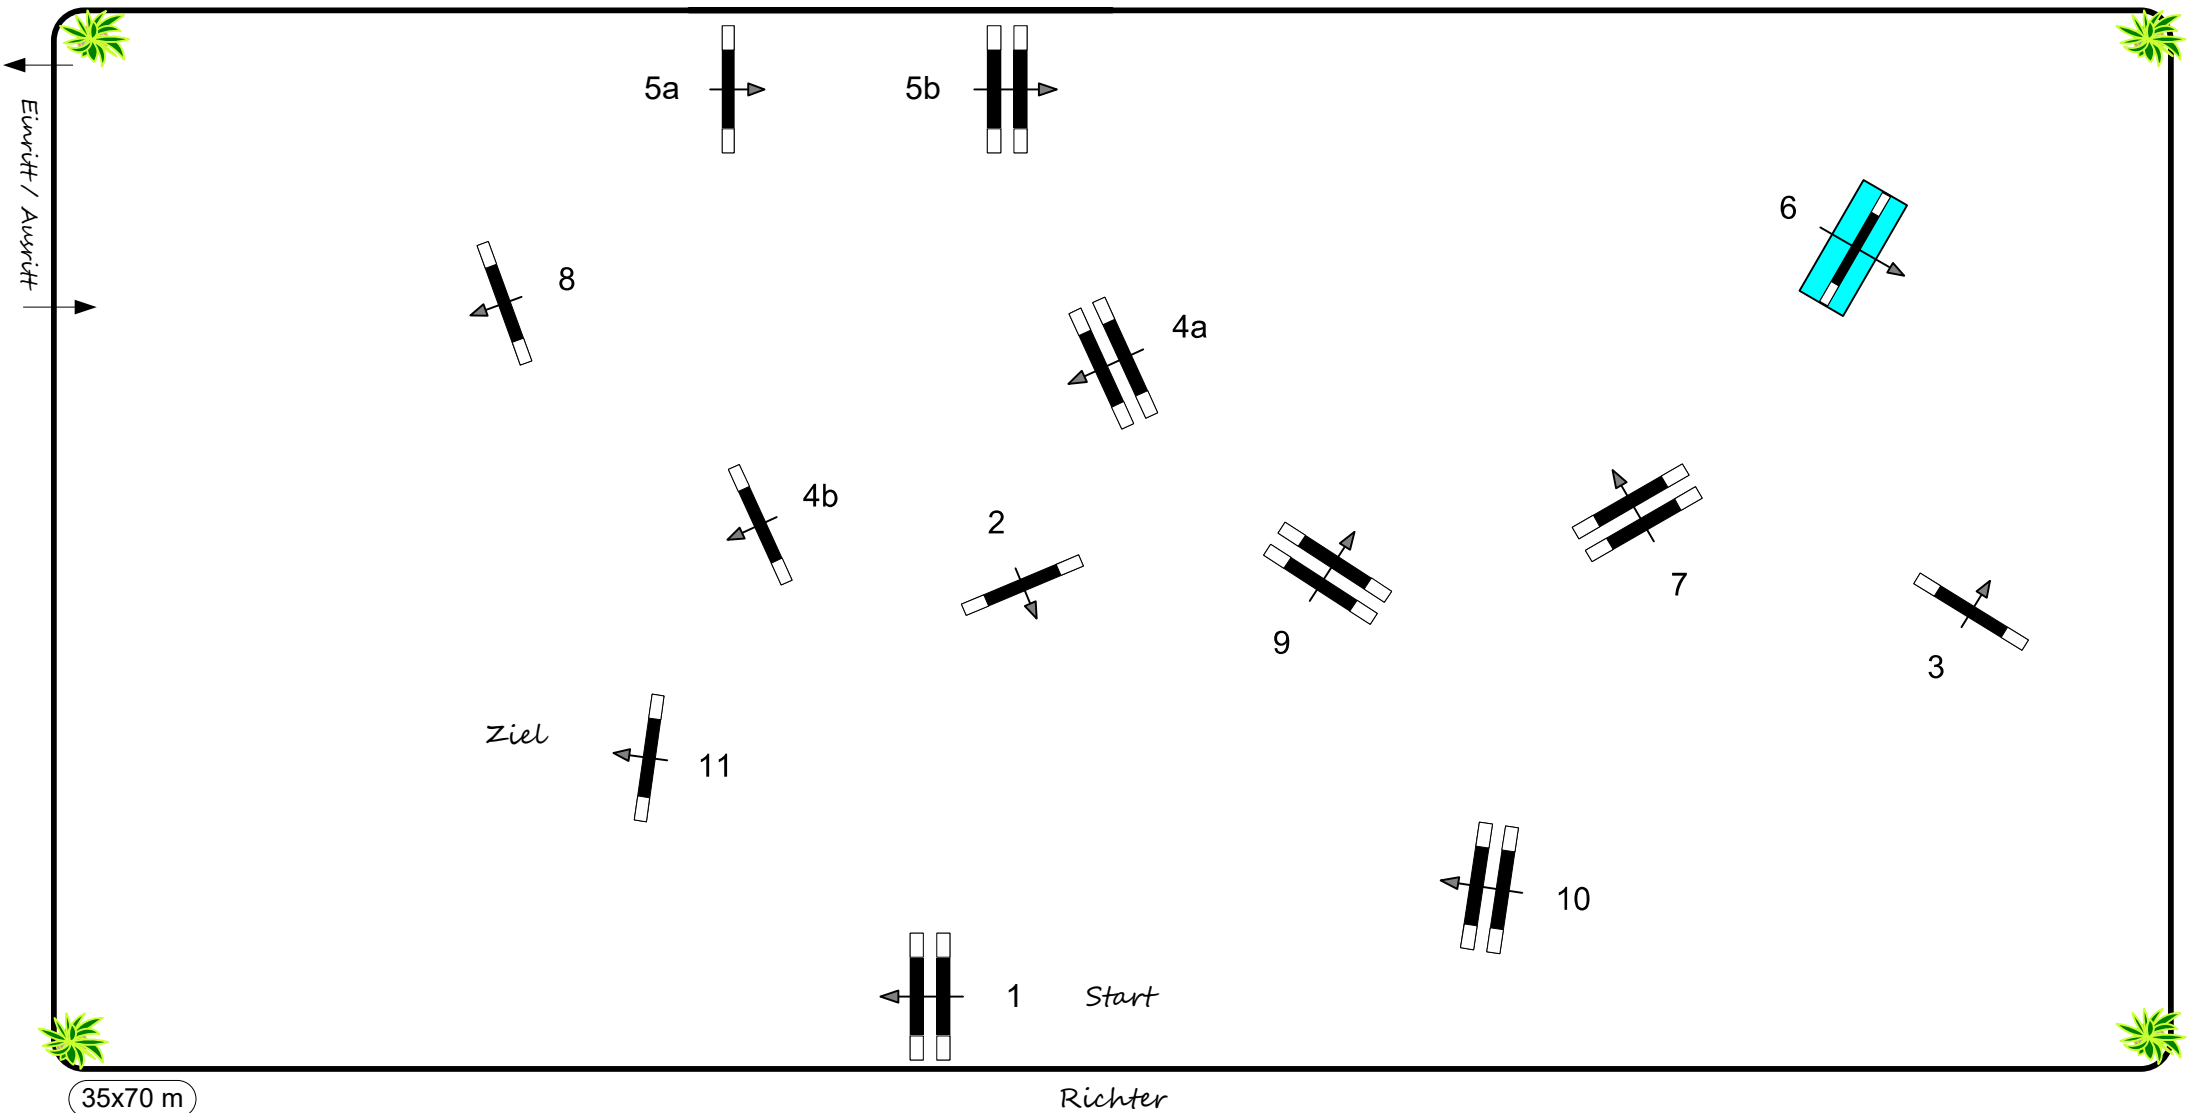 5a
5b
Einritt / Ausritt
6
8
4a
4b
2
7
9
3
Ziel
11
10
1
Start
35x70 m
Richter